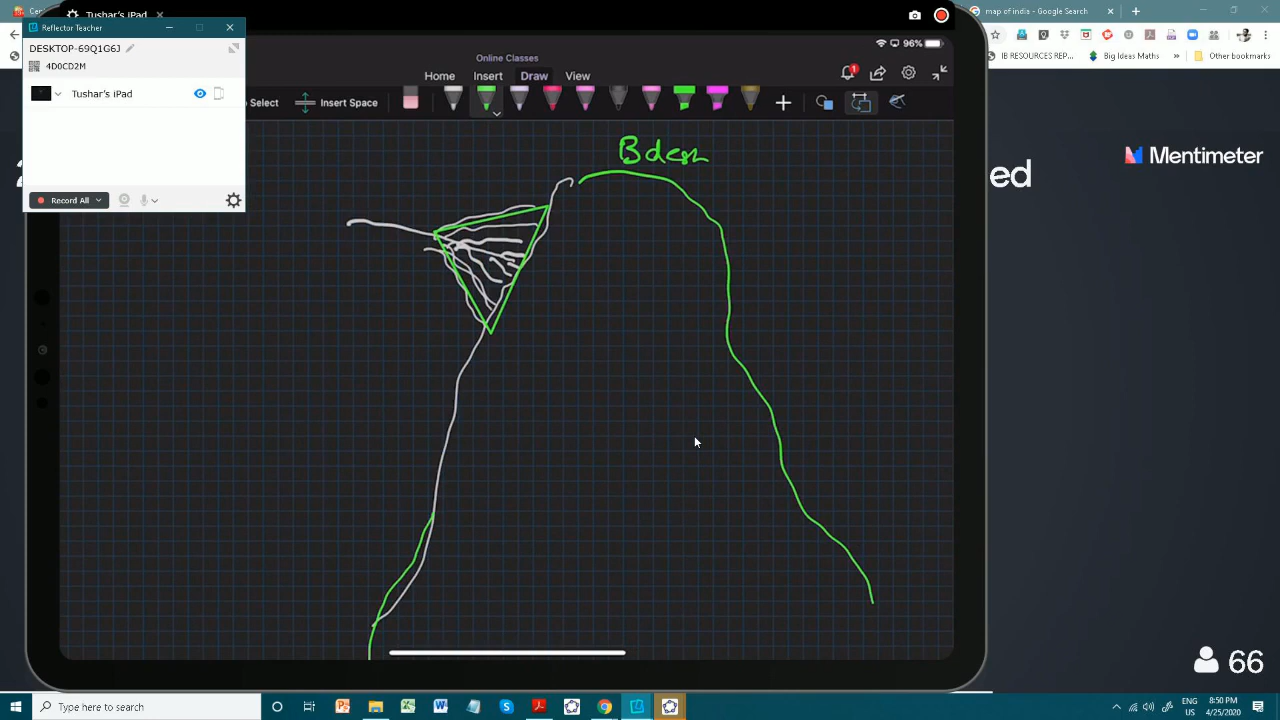 Tushar's iPad
map of india - Google Search
Reflector Teacher
DESKTOP-69Q1G6J
4D0CD2M
Tushar's iPad
Record All
96%
Online Classes
Home Insert Draw View
Select Insert Space
1
IB RESOURCES REP... Big Ideas Maths Other bookmarks
Mentimeter
ed
Bdesh
66
Type here to search
ENG
US
8:50 PM
4/25/2020